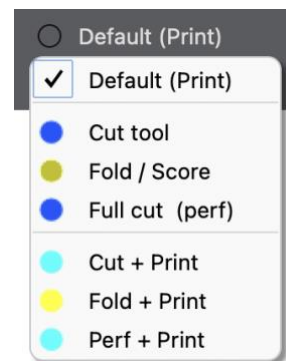 Default (Print)
Default (Print)
Cut tool
Fold / Score
Full cut (perf)
Cut + Print
Fold + Print
Perf + Print